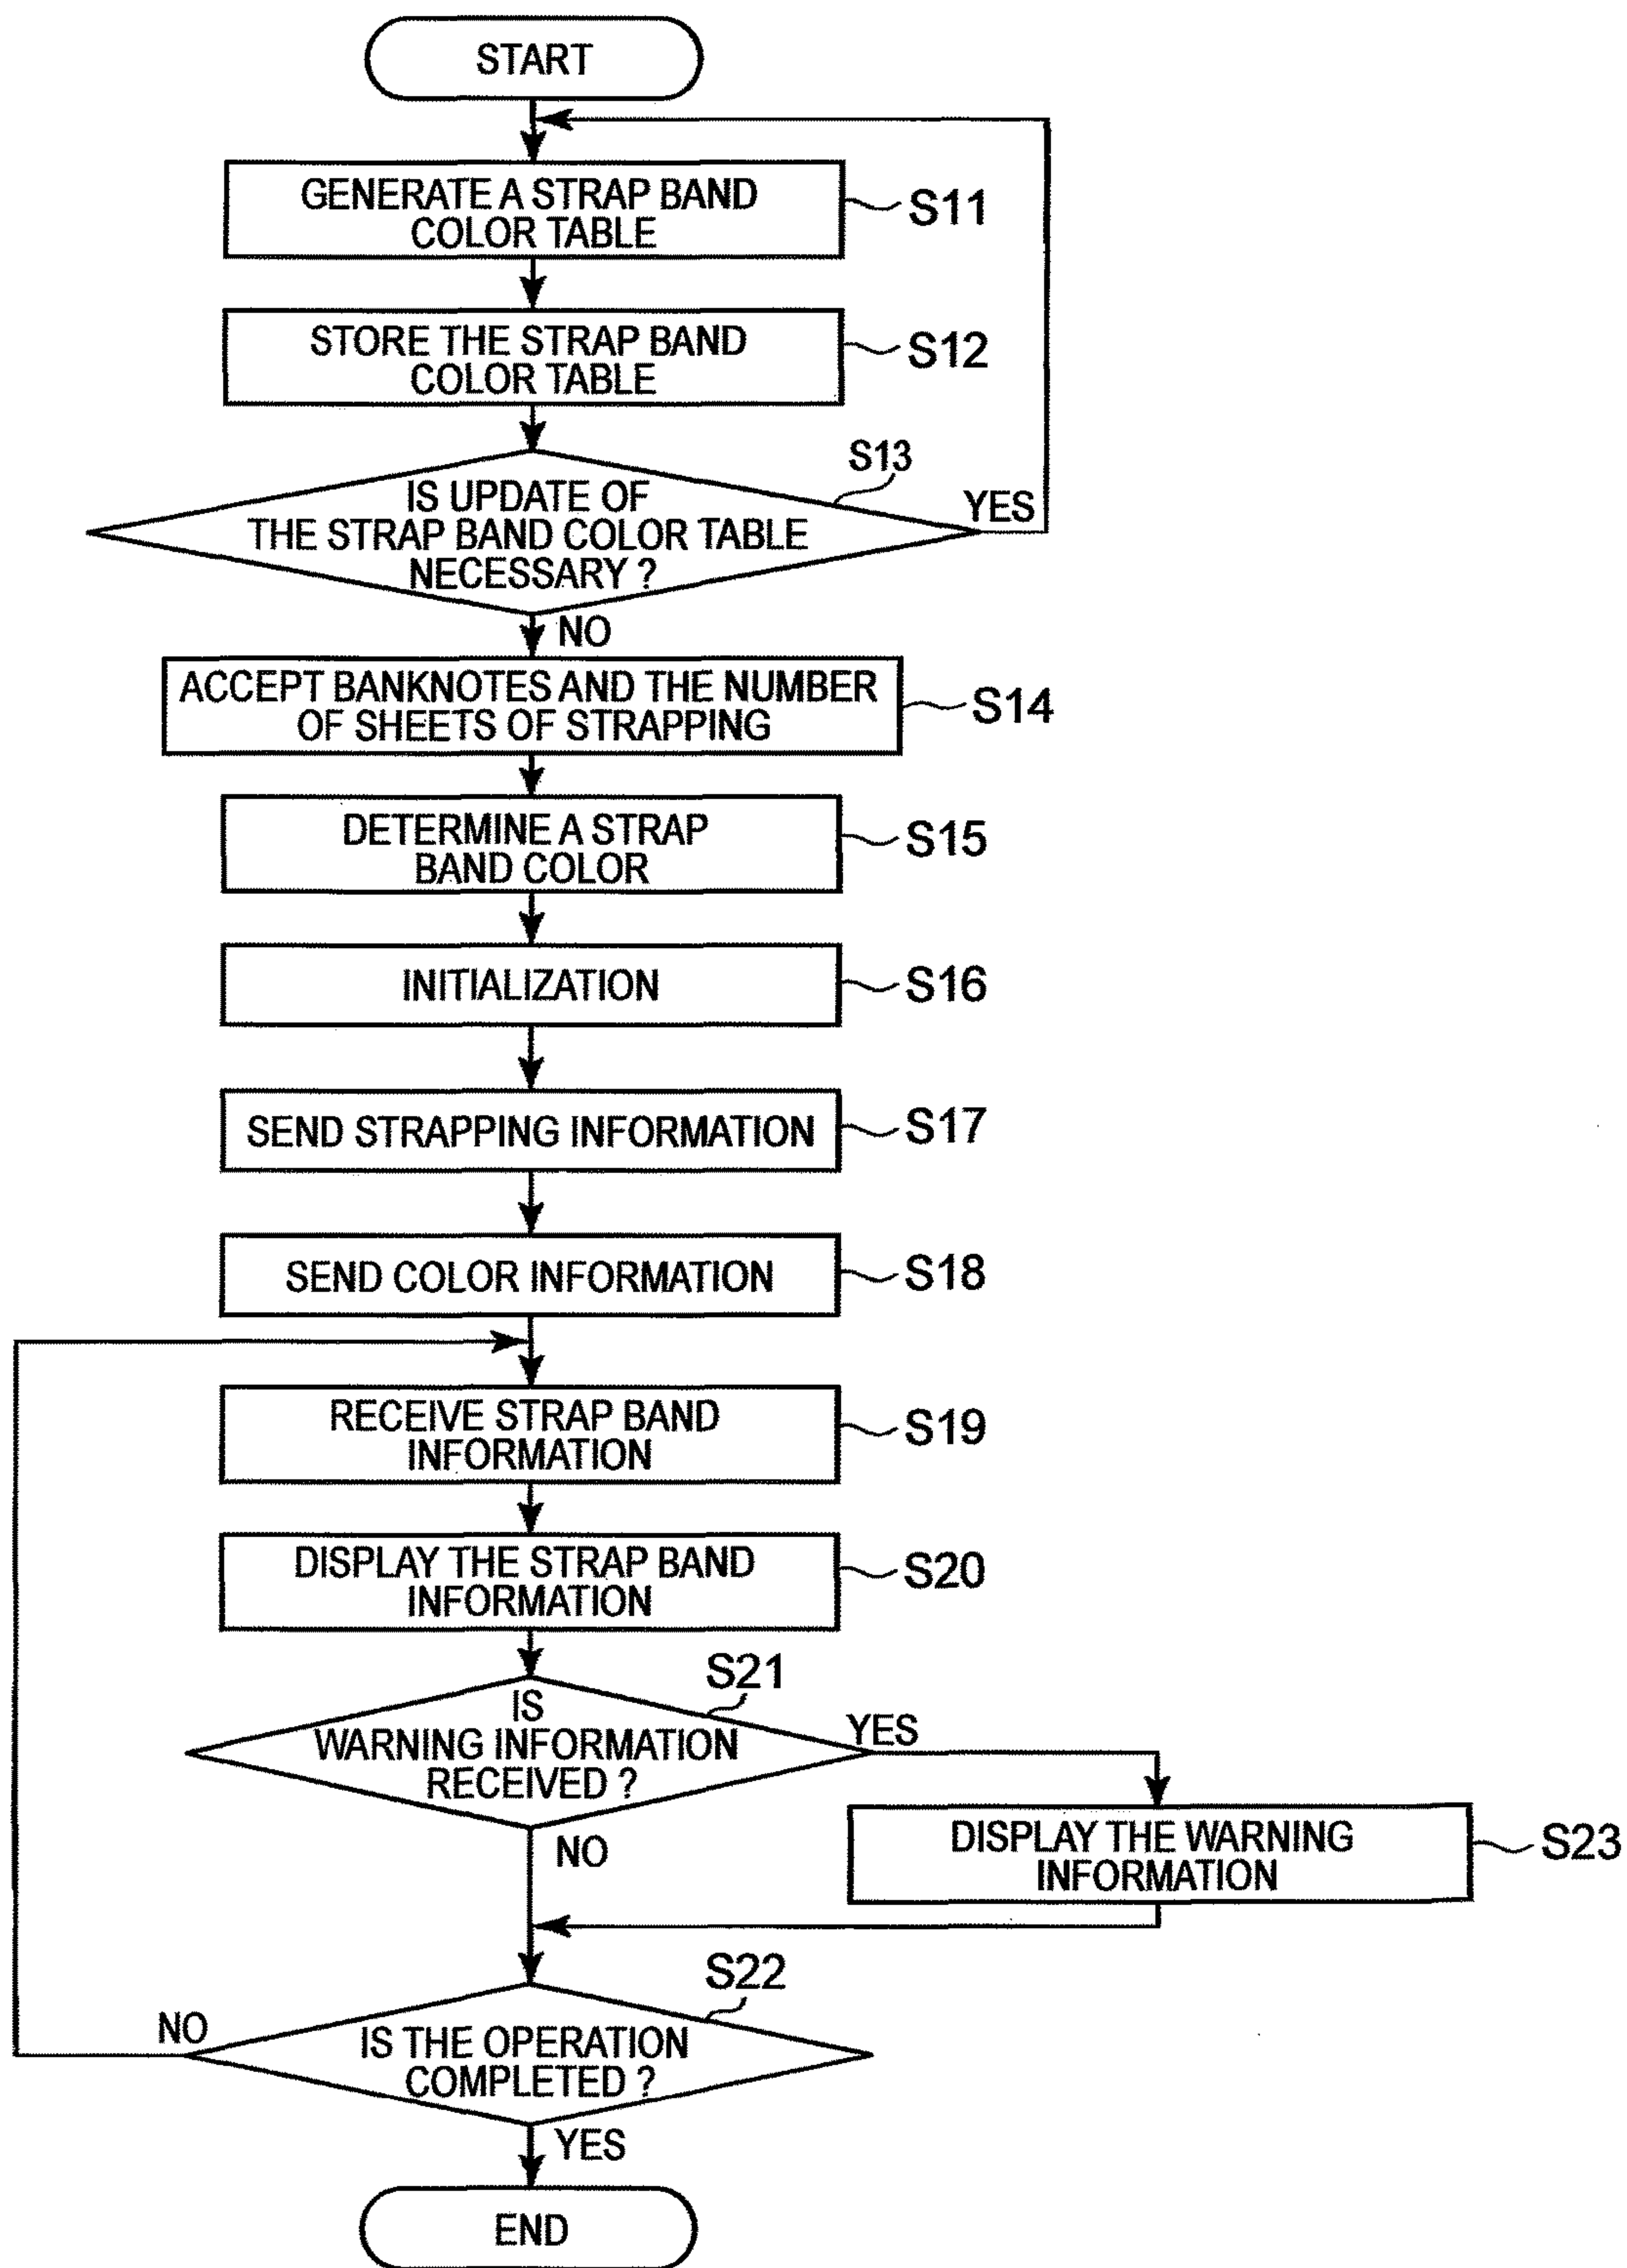 START
GENERATE A STRAP BAND
COLOR TABLE
S11
STORE THE STRAP BAND
COLOR TABLE
S12
S13
IS UPDATE OF
THE STRAP BAND COLOR TABLE
NECESSARY ?
YES
NO
ACCEPT BANKNOTES AND THE NUMBER
OF SHEETS OF STRAPPING
S14
DETERMINE A STRAP
BAND COLOR
S15
INITIALIZATION
S16
SEND STRAPPING INFORMATION
S17
SEND COLOR INFORMATION
S18
RECEIVE STRAP BAND
INFORMATION
S19
DISPLAY THE STRAP BAND
INFORMATION
S20
S21
IS
WARNING INFORMATION
RECEIVED ?
YES
NO
DISPLAY THE WARNING
INFORMATION
S23
S22
NO
IS THE OPERATION
COMPLETED ?
YES
END